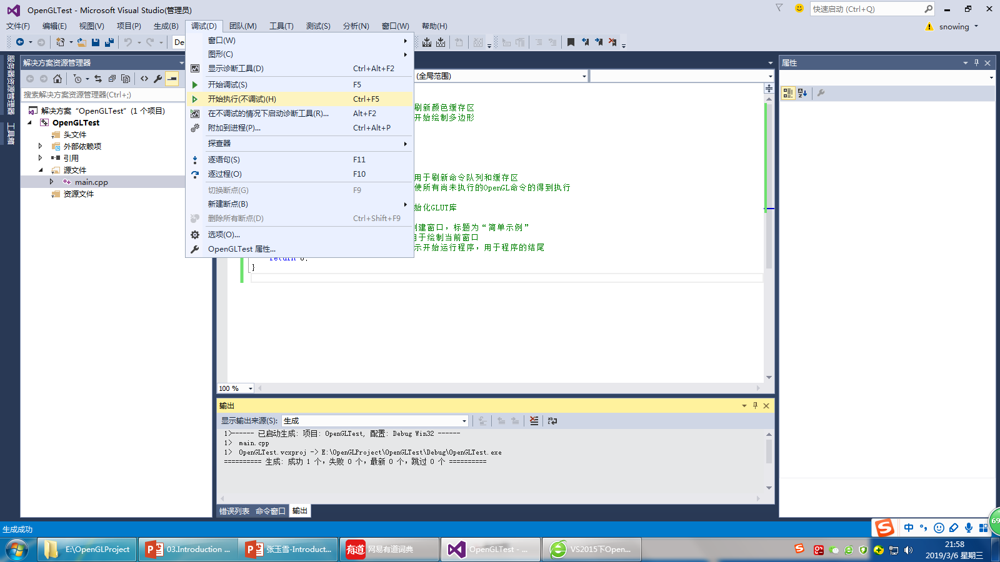 OpenGLTest - Microsoft Visual Studio(管理员)
快速启动 (Ctrl+Q)
文件(F) 编辑(E) 视图(V) 项目(P) 生成(B) 调试(D) 团队(M) 工具(T) 测试(S) 分析(N) 窗口(W) 帮助(H)
snowing
De
服务器资源管理器
工具箱
解决方案资源管理器
搜索解决方案资源管理器(Ctrl+;)
解决方案“OpenGLTest”(1 个项目)
OpenGLTest
头文件
外部依赖项
引用
源文件
main.cpp
资源文件
窗口(W)
图形(C)
显示诊断工具(D) Ctrl+Alt+F2
开始调试(S) F5
开始执行(不调试)(H) Ctrl+F5
在不调试的情况下启动诊断工具(R)... Alt+F2
附加到进程(P)... Ctrl+Alt+P
探查器
逐语句(S) F11
逐过程(O) F10
切换断点(G) F9
新建断点(B)
删除所有断点(D) Ctrl+Shift+F9
选项(O)...
OpenGLTest 属性...
(全局范围)
刷新颜色缓存区
开始绘制多边形
用于刷新命令队列和缓存区
使所有尚未执行的OpenGL命令的得到执行
始化GLUT库
创建窗口，标题为“简单示例”
用于绘制当前窗口
示开始运行程序，用于程序的结尾
return 0;
}
100 %
属性
输出
显示输出来源(S): 生成
1>------ 已启动生成: 项目: OpenGLTest, 配置: Debug Win32 ------
1> main.cpp
1> OpenGLTest.vcxproj -> E:\OpenGLProject\OpenGLTest\Debug\OpenGLTest.exe
========== 生成: 成功 1 个，失败 0 个，最新 0 个，跳过 0 个 ==========
错误列表 命令窗口 输出
生成成功
中
69
E:\OpenGLProject
03.Introduction ...
张玉雪-Introduct...
有道 网易有道词典
OpenGLTest - ...
VS2015下Open...
21:58
2019/3/6 星期三